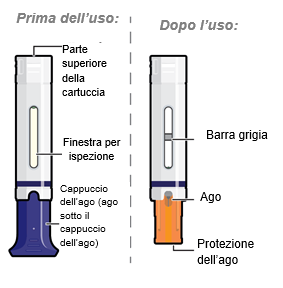 Prima dell'uso:
Parte
superiore
della
cartuccia
Finestra per
ispezione
Cappuccio
dell'ago (ago
sotto il
cappuccio
dell'ago)
Dopo l'uso:
Barra grigia
Ago
Protezione
dell'ago